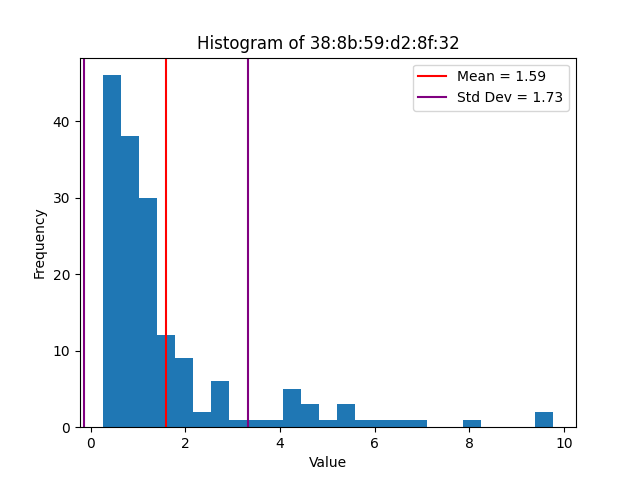 Histogram of 38:8b:59:d2:8f:32
Mean = 1.59
Std Dev = 1.73
Frequency
40
30
20
10
0
0 2 4 6 8 10
Value